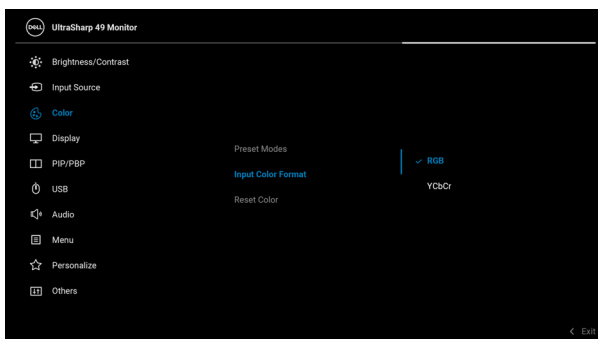 DELL UltraSharp 49 Monitor
Brightness/Contrast
Input Source
Color
Display
PIP/PBP
USB
Audio
Menu
Personalize
Others
Preset Modes
Input Color Format
Reset Color
RGB
YCbCr
Exit